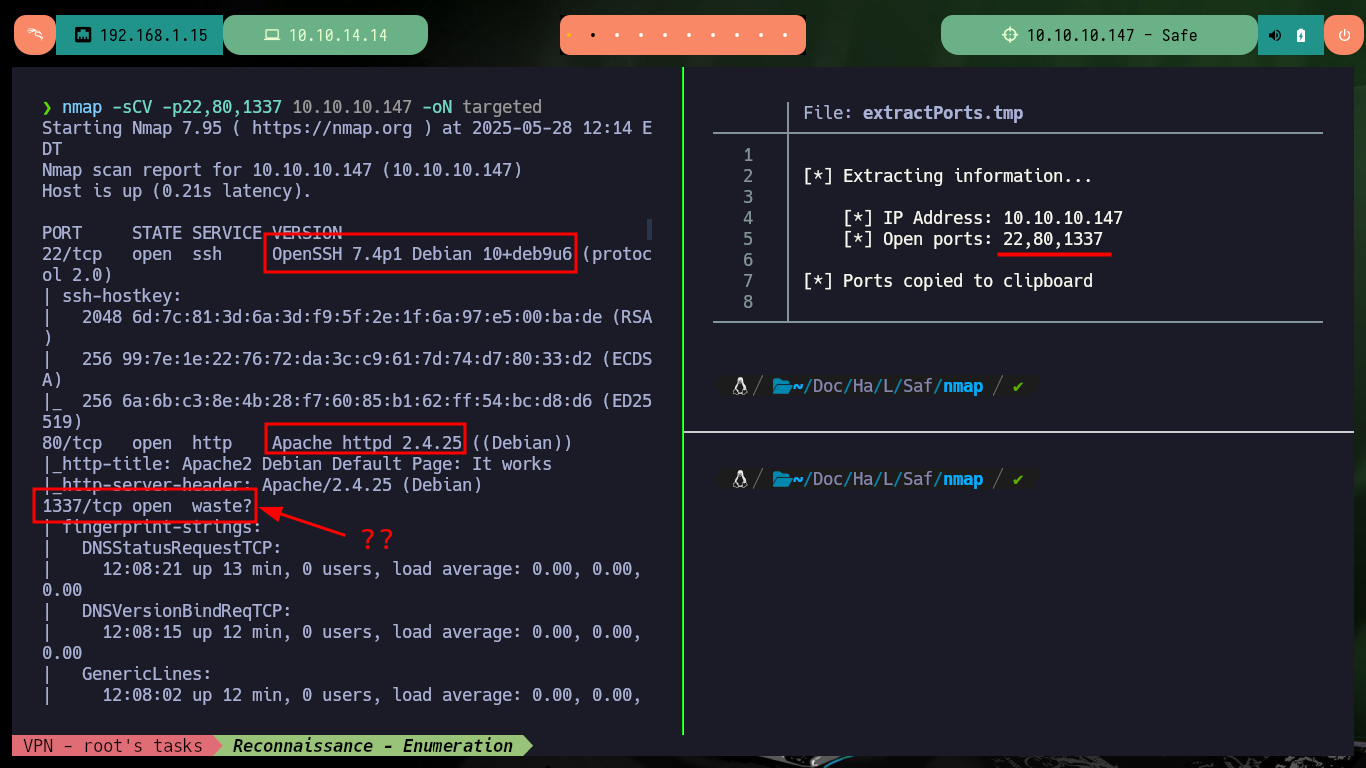 192.168.1.15
10.10.14.14
10.10.10.147 - Safe
❯ nmap -sCV -p22,80,1337 10.10.10.147 -oN targeted
Starting Nmap 7.95 ( https://nmap.org ) at 2025-05-28 12:14 E
DT
Nmap scan report for 10.10.10.147 (10.10.10.147)
Host is up (0.21s latency).
PORT     STATE SERVICE VERSION
22/tcp   open  ssh     OpenSSH 7.4p1 Debian 10+deb9u6 (protoc
ol 2.0)
| ssh-hostkey:
|   2048 6d:7c:81:3d:6a:3d:f9:5f:2e:1f:6a:97:e5:00:ba:de (RSA
)
|   256 99:7e:1e:22:76:72:da:3c:c9:61:7d:74:d7:80:33:d2 (ECDS
A)
|_  256 6a:6b:c3:8e:4b:28:f7:60:85:b1:62:ff:54:bc:d8:d6 (ED25
519)
80/tcp   open  http    Apache httpd 2.4.25 ((Debian))
|_http-title: Apache2 Debian Default Page: It works
|_http-server-header: Apache/2.4.25 (Debian)
1337/tcp open  waste?
??
| fingerprint-strings:
|   DNSStatusRequestTCP:
|     12:08:21 up 13 min, 0 users, load average: 0.00, 0.00,
0.00
|   DNSVersionBindReqTCP:
|     12:08:15 up 12 min, 0 users, load average: 0.00, 0.00,
0.00
|   GenericLines:
|     12:08:02 up 12 min, 0 users, load average: 0.00, 0.00,
File: extractPorts.tmp
1
2 [*] Extracting information...
3
4     [*] IP Address: 10.10.10.147
5     [*] Open ports: 22,80,1337
6
7 [*] Ports copied to clipboard
8
/ ~/Doc/Ha/L/Saf/nmap / ✔
/ ~/Doc/Ha/L/Saf/nmap / ✔
VPN - root's tasks
Reconnaissance - Enumeration